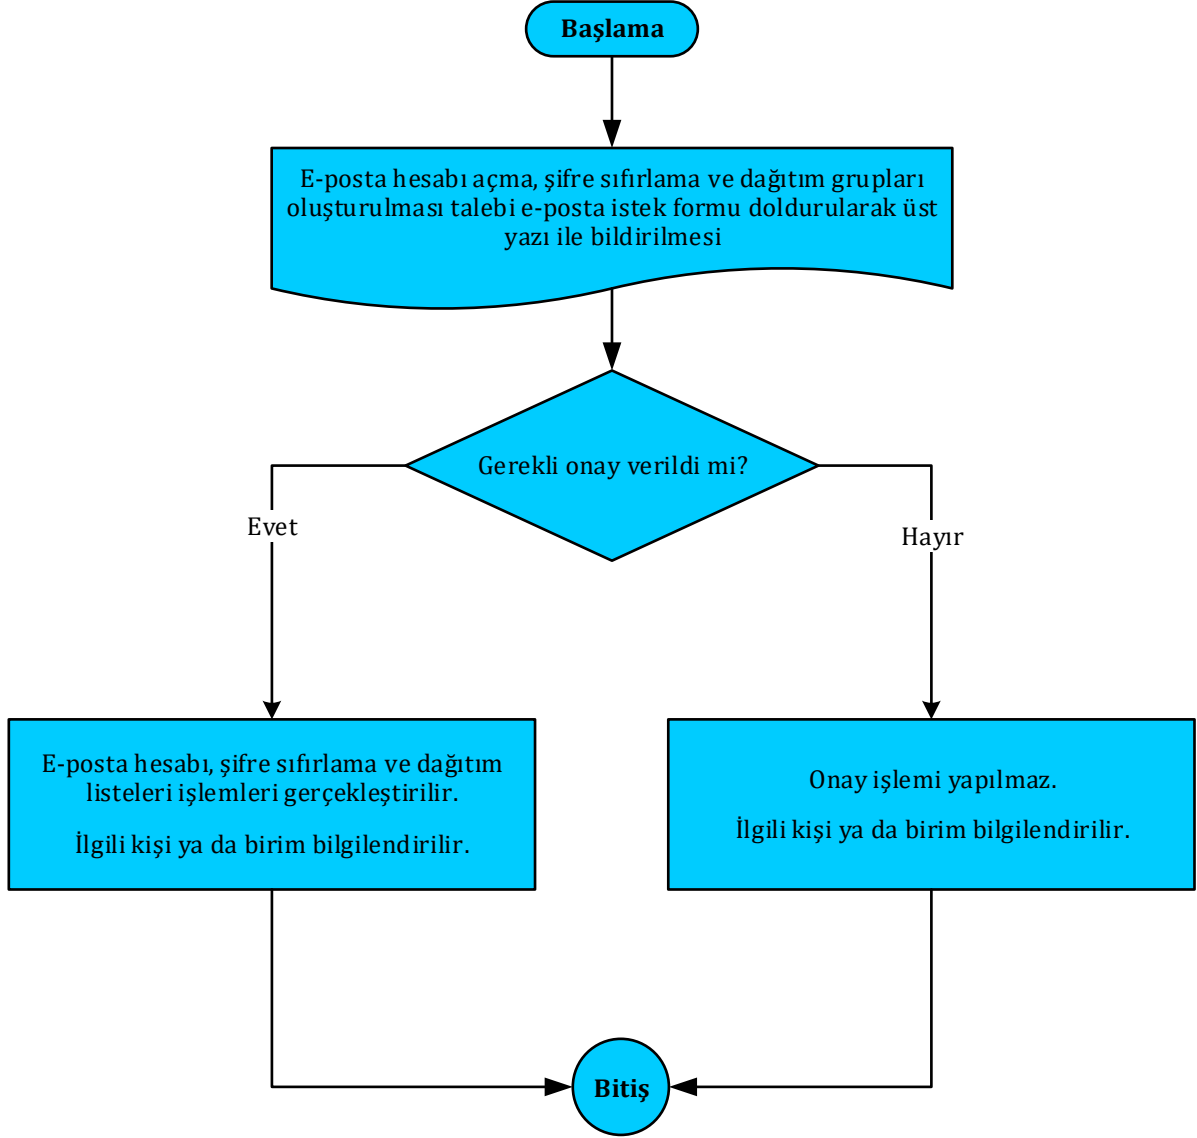 Başlama
E-posta hesabı açma, şifre sıfırlama ve dağıtım grupları
oluşturulması talebi e-posta istek formu doldurularak üst
yazı ile bildirilmesi
Gerekli onay verildi mi?
Evet
Hayır
E-posta hesabı, şifre sıfırlama ve dağıtım
listeleri işlemleri gerçekleştirilir.
İlgili kişi ya da birim bilgilendirilir.
Onay işlemi yapılmaz.
İlgili kişi ya da birim bilgilendirilir.
Bitiş